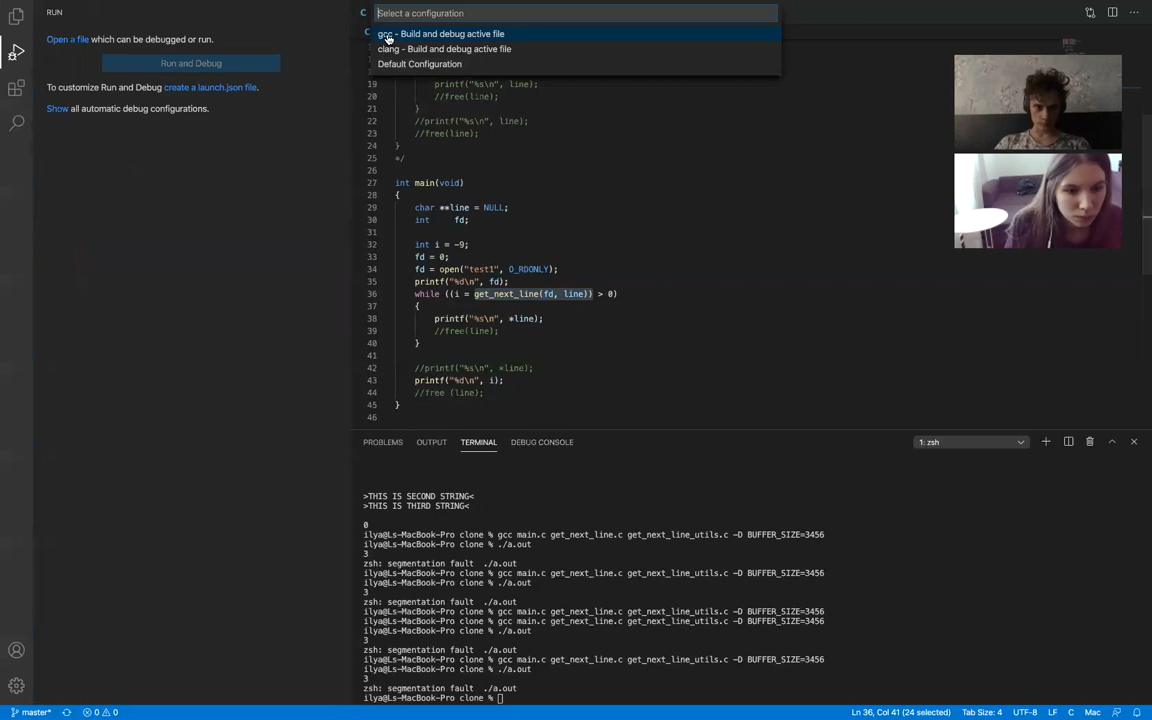 RUN
Open a file which can be debugged or run.
Run and Debug
To customize Run and Debug create a launch.json file.
Show all automatic debug configurations.
Select a configuration
gcc - Build and debug active file
clang - Build and debug active file
Default Configuration
19 printf("%s\n", line);
20 //free(line);
21 }
22 //printf("%s\n", line);
23 //free(line);
24 }
25 */
26
27 int main(void)
28 {
29 char **line = NULL;
30 int fd;
31
32 int i = -9;
33 fd = 0;
34 fd = open("test1", O_RDONLY);
35 printf("%d\n", fd);
36 while ((i = get_next_line(fd, line)) > 0)
37 {
38 printf("%s\n", *line);
39 //free(line);
40 }
41
42 //printf("%s\n", *line);
43 printf("%d\n", i);
44 //free (line);
45 }
46
PROBLEMS OUTPUT TERMINAL DEBUG CONSOLE 1: zsh
>THIS IS SECOND STRING<
>THIS IS THIRD STRING<
0
ilya@Ls-MacBook-Pro clone % gcc main.c get_next_line.c get_next_line_utils.c -D BUFFER_SIZE=3456
ilya@Ls-MacBook-Pro clone % ./a.out
3
zsh: segmentation fault ./a.out
ilya@Ls-MacBook-Pro clone % gcc main.c get_next_line.c get_next_line_utils.c -D BUFFER_SIZE=3456
ilya@Ls-MacBook-Pro clone % ./a.out
3
zsh: segmentation fault ./a.out
ilya@Ls-MacBook-Pro clone % gcc main.c get_next_line.c get_next_line_utils.c -D BUFFER_SIZE=3456
ilya@Ls-MacBook-Pro clone % gcc main.c get_next_line.c get_next_line_utils.c -D BUFFER_SIZE=3456
ilya@Ls-MacBook-Pro clone % ./a.out
3
zsh: segmentation fault ./a.out
ilya@Ls-MacBook-Pro clone % gcc main.c get_next_line.c get_next_line_utils.c -D BUFFER_SIZE=3456
ilya@Ls-MacBook-Pro clone % ./a.out
3
zsh: segmentation fault ./a.out
ilya@Ls-MacBook-Pro clone %
master* 0 0 Ln 36, Col 41 (24 selected) Tab Size: 4 UTF-8 LF C Mac